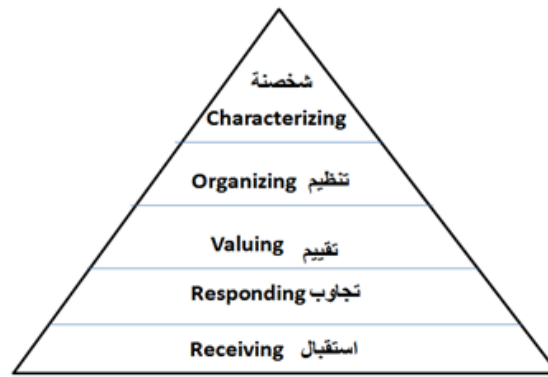 شخصنة
Characterizing
Organizing تنظيم
Valuing تقييم
Responding تجاوب
Receiving استقبال